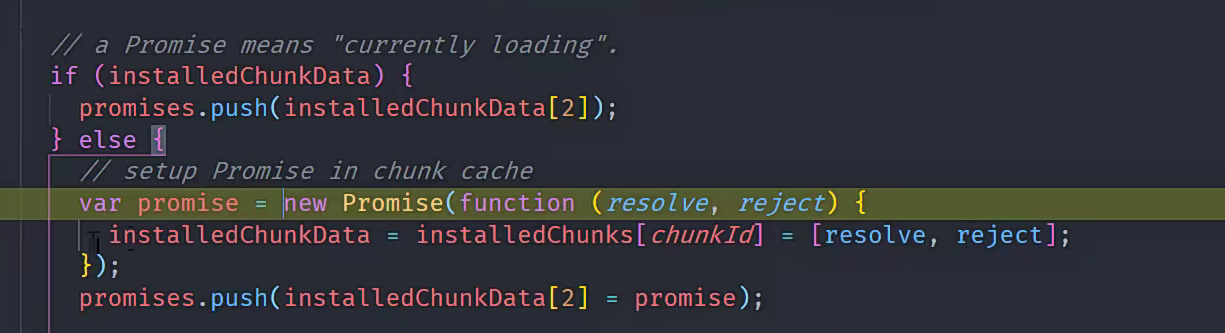 // a Promise means "currently loading".
if (installedChunkData) {
  promises.push(installedChunkData[2]);
} else {
  // setup Promise in chunk cache
  var promise = new Promise(function (resolve, reject) {
    installedChunkData = installedChunks[chunkId] = [resolve, reject];
  });
  promises.push(installedChunkData[2] = promise);